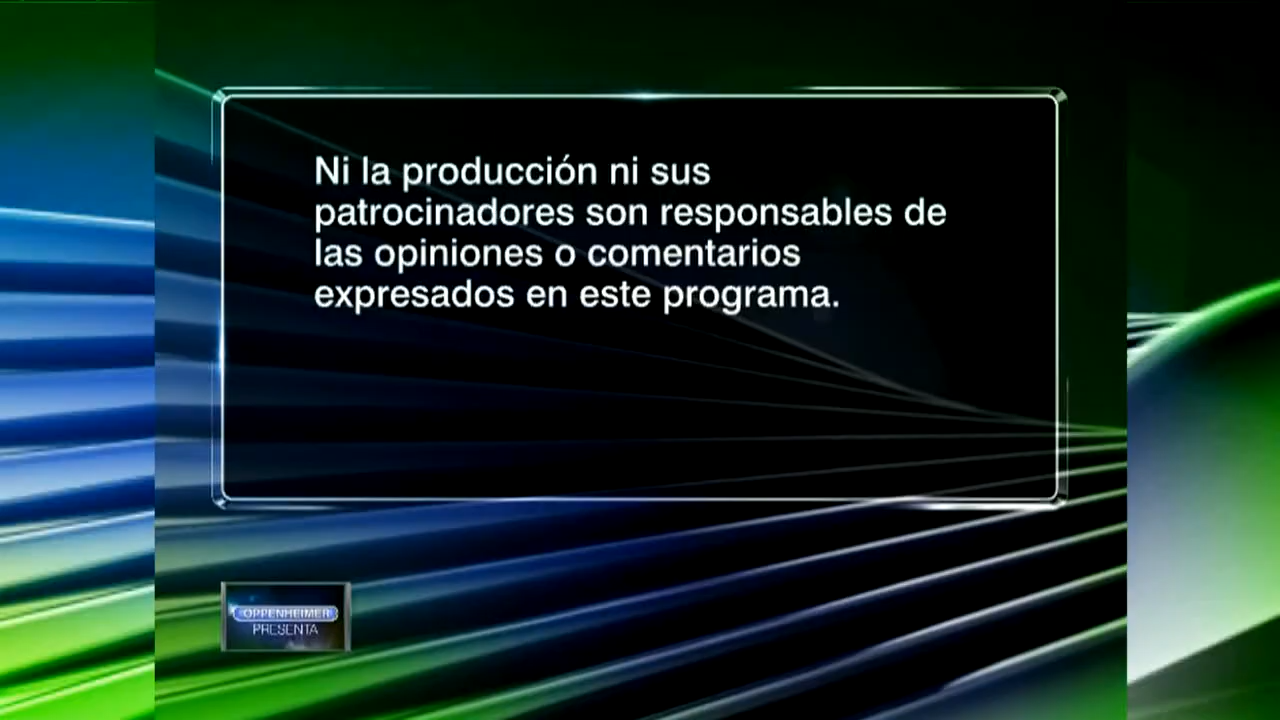 Ni la producción ni sus
patrocinadores son responsables de
las opiniones o comentarios
expresados en este programa.
OPPENHEIMER
PRESENTA